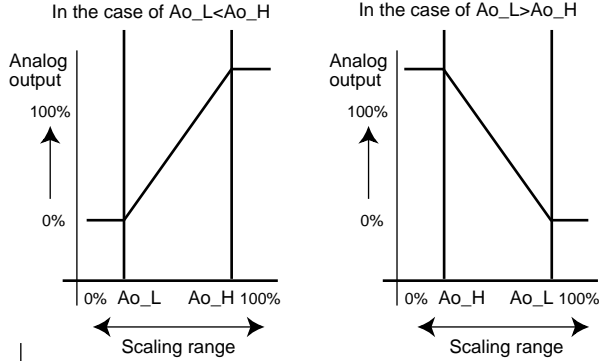 In the case of Ao_L<Ao_H
Analog
output
100%
0%
0% Ao_L Ao_H 100%
Scaling range
In the case of Ao_L>Ao_H
Analog
output
100%
0%
0% Ao_H Ao_L 100%
Scaling range